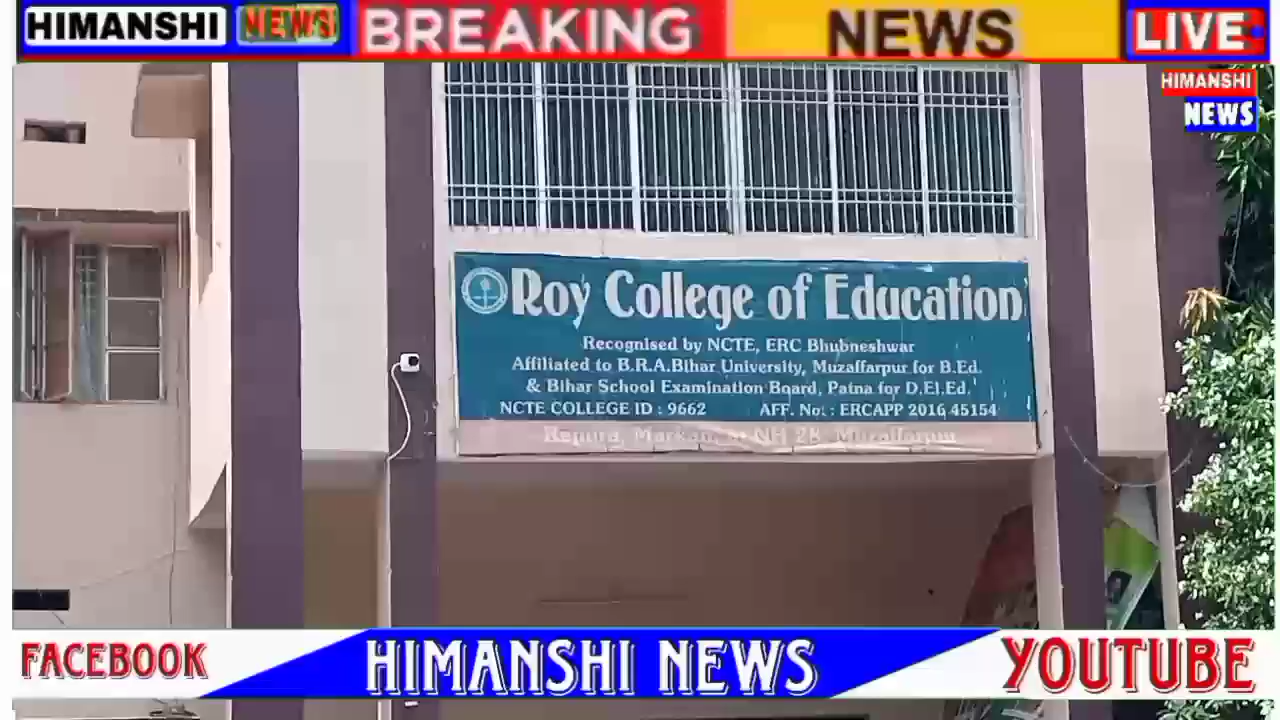 HIMANSHI NEWS BREAKING NEWS LIVE
HIMANSHI
NEWS
Roy College of Education
Recognised by NCTE, ERC Bhubneshwar
Affiliated to B.R.A.Bihar University, Muzaffarpur for B.Ed.
& Bihar School Examination Board, Patna for D.El.Ed.
NCTE COLLEGE ID : 9662 AFF. No. : ERCAPP 2016 45154
NH 28, Muzaffarpur
FACEBOOK HIMANSHI NEWS YOUTUBE